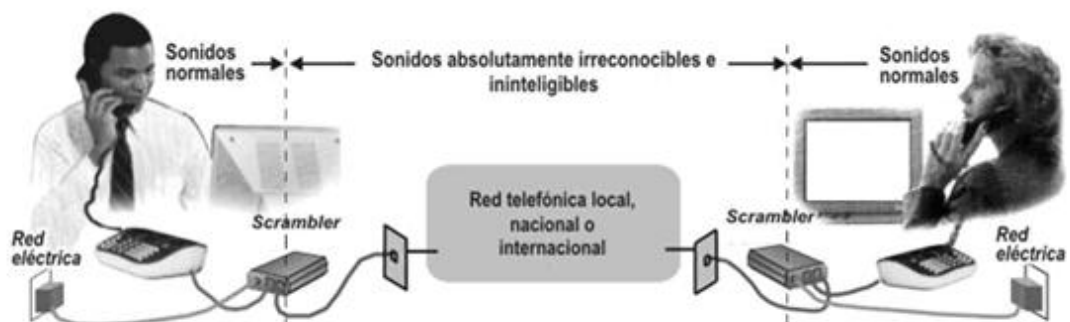 Sonidos
normales
Sonidos absolutamente irreconocibles e
ininteligibles
Sonidos
normales
Red telefónica local,
nacional o
internacional
Scrambler
Scrambler
Red
eléctrica
Red
eléctrica